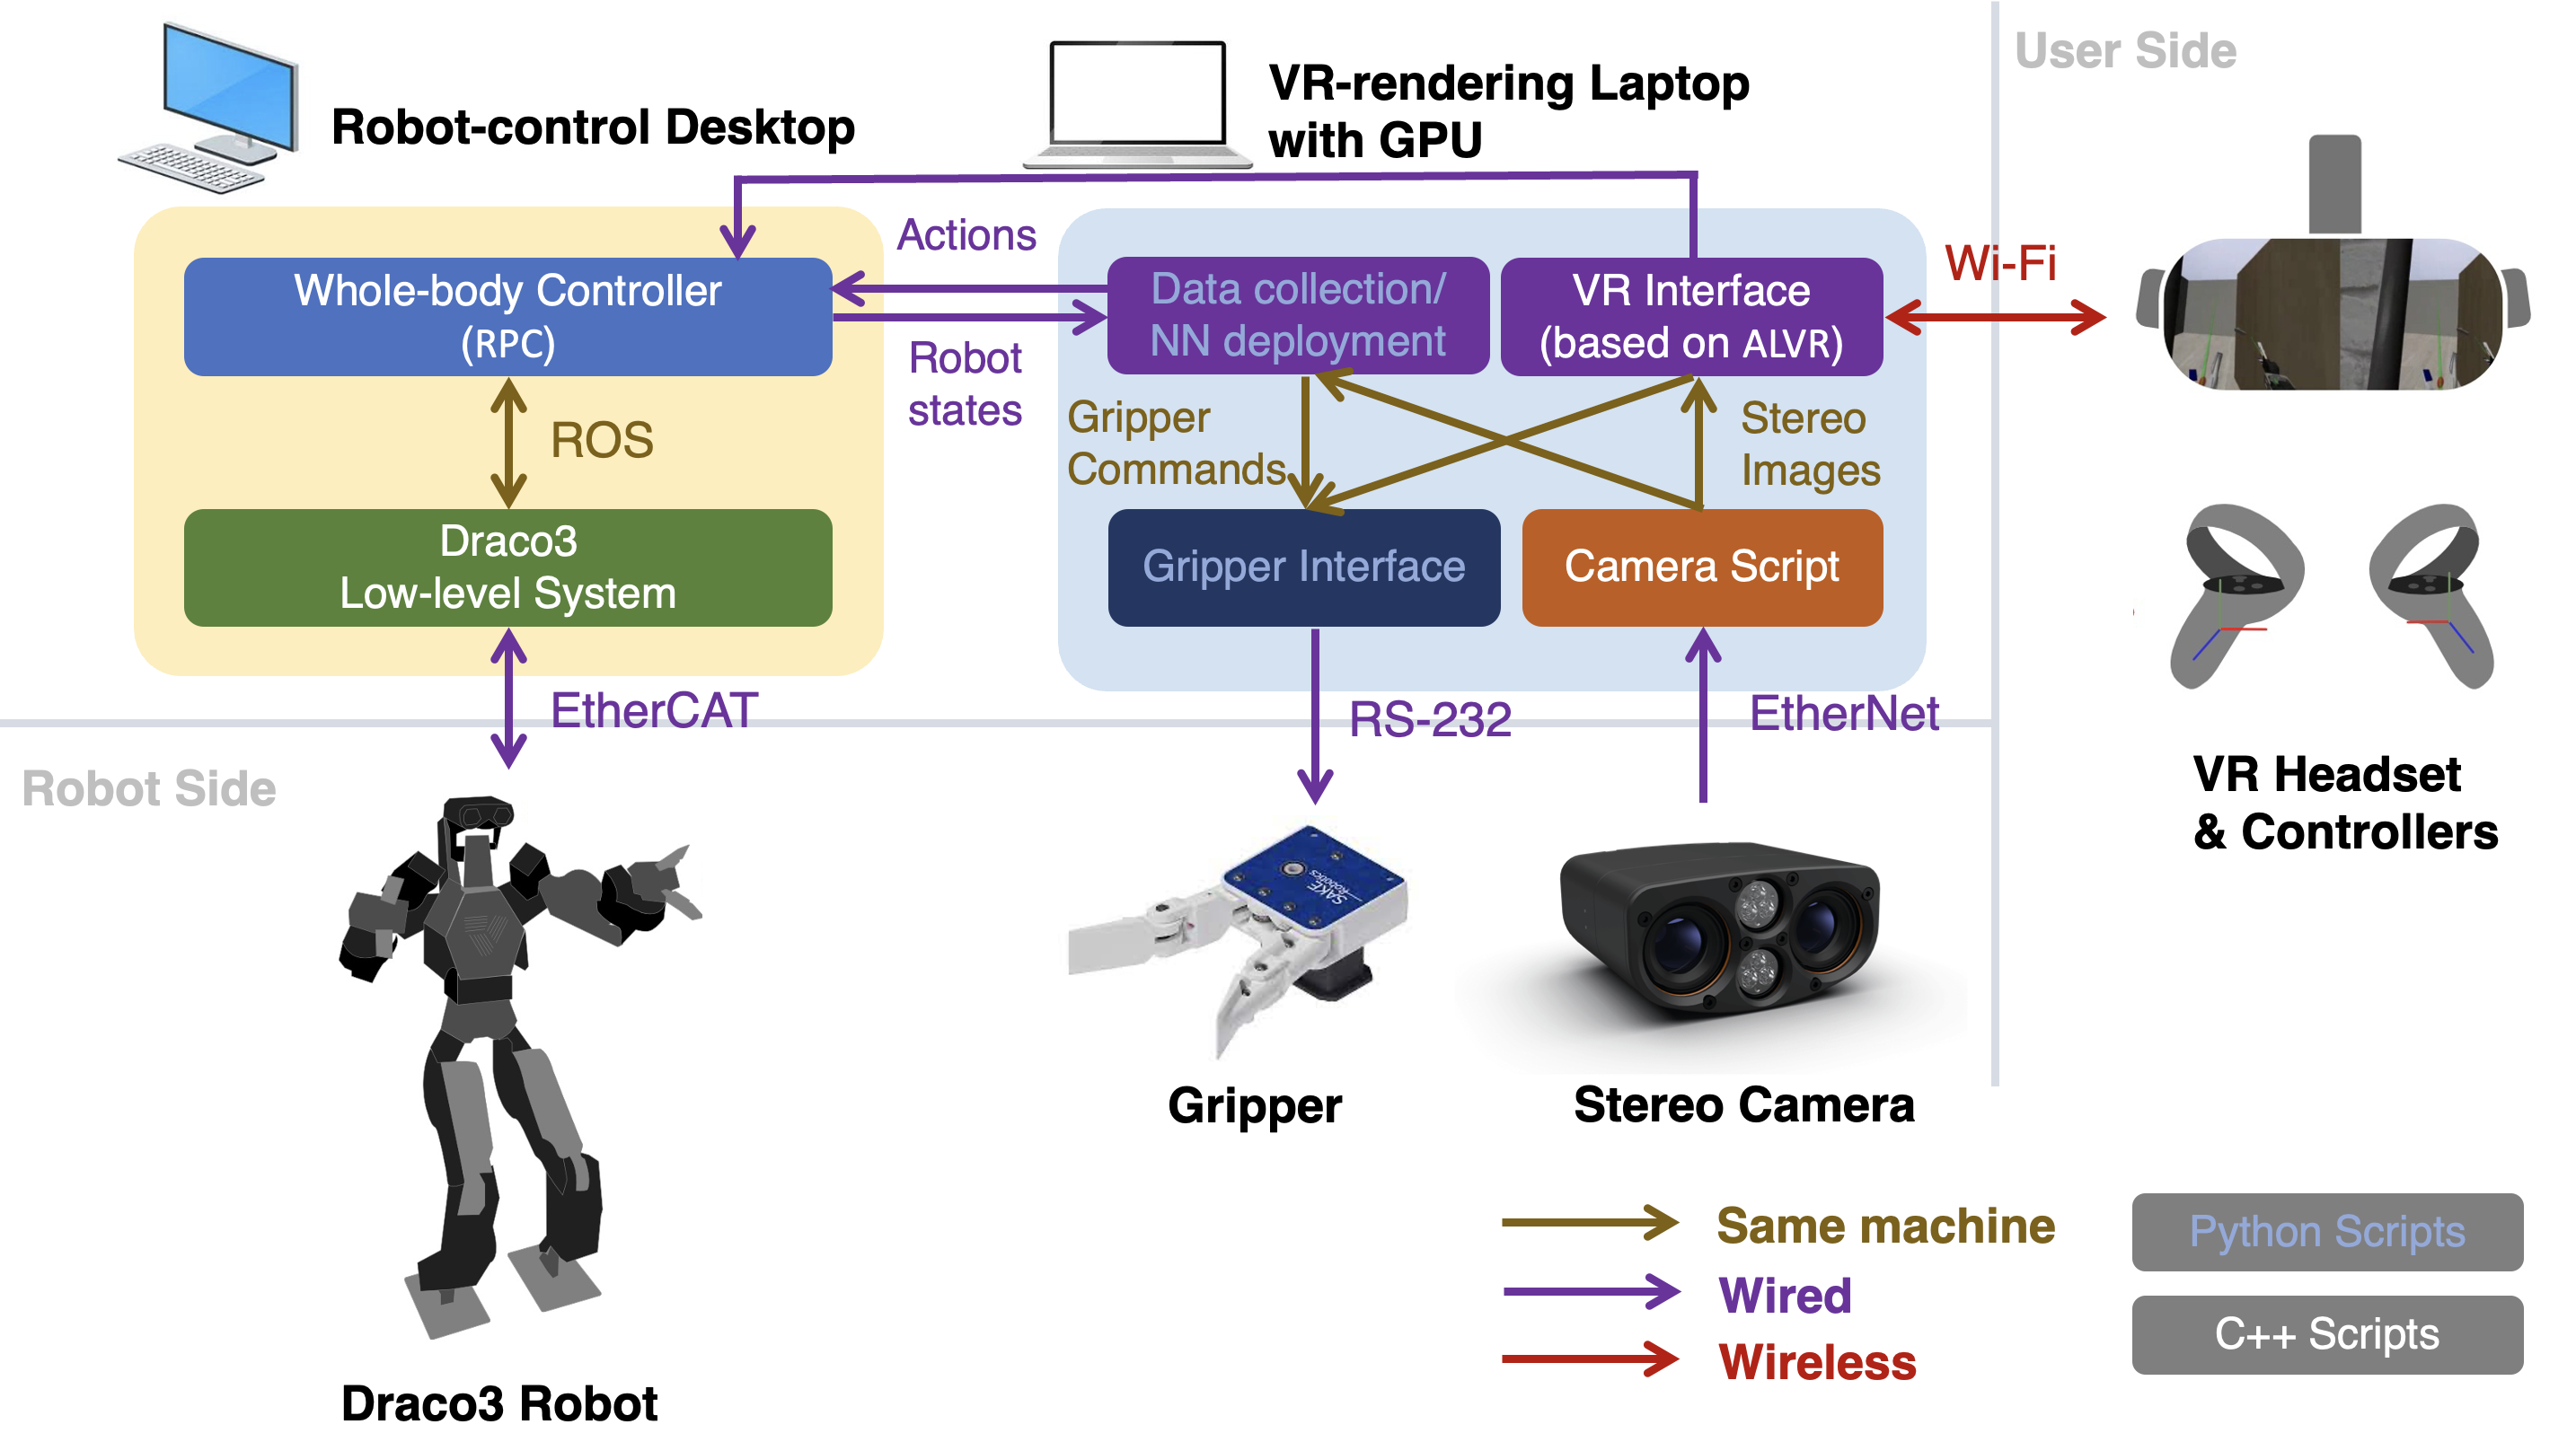 User Side
Robot-control Desktop
VR-rendering Laptop
with GPU
Actions
Wi-Fi
Whole-body Controller
(RPC)
Data collection/
NN deployment
VR Interface
(based on ALVR)
Robot
states
ROS
Gripper
Commands
Stereo
Images
Draco3
Low-level System
Gripper Interface
Camera Script
EtherCAT
RS-232
EtherNet
Robot Side
VR Headset
& Controllers
SAKE
Robotics
Gripper
Stereo Camera
Same machine
Wired
Wireless
Python Scripts
C++ Scripts
Draco3 Robot